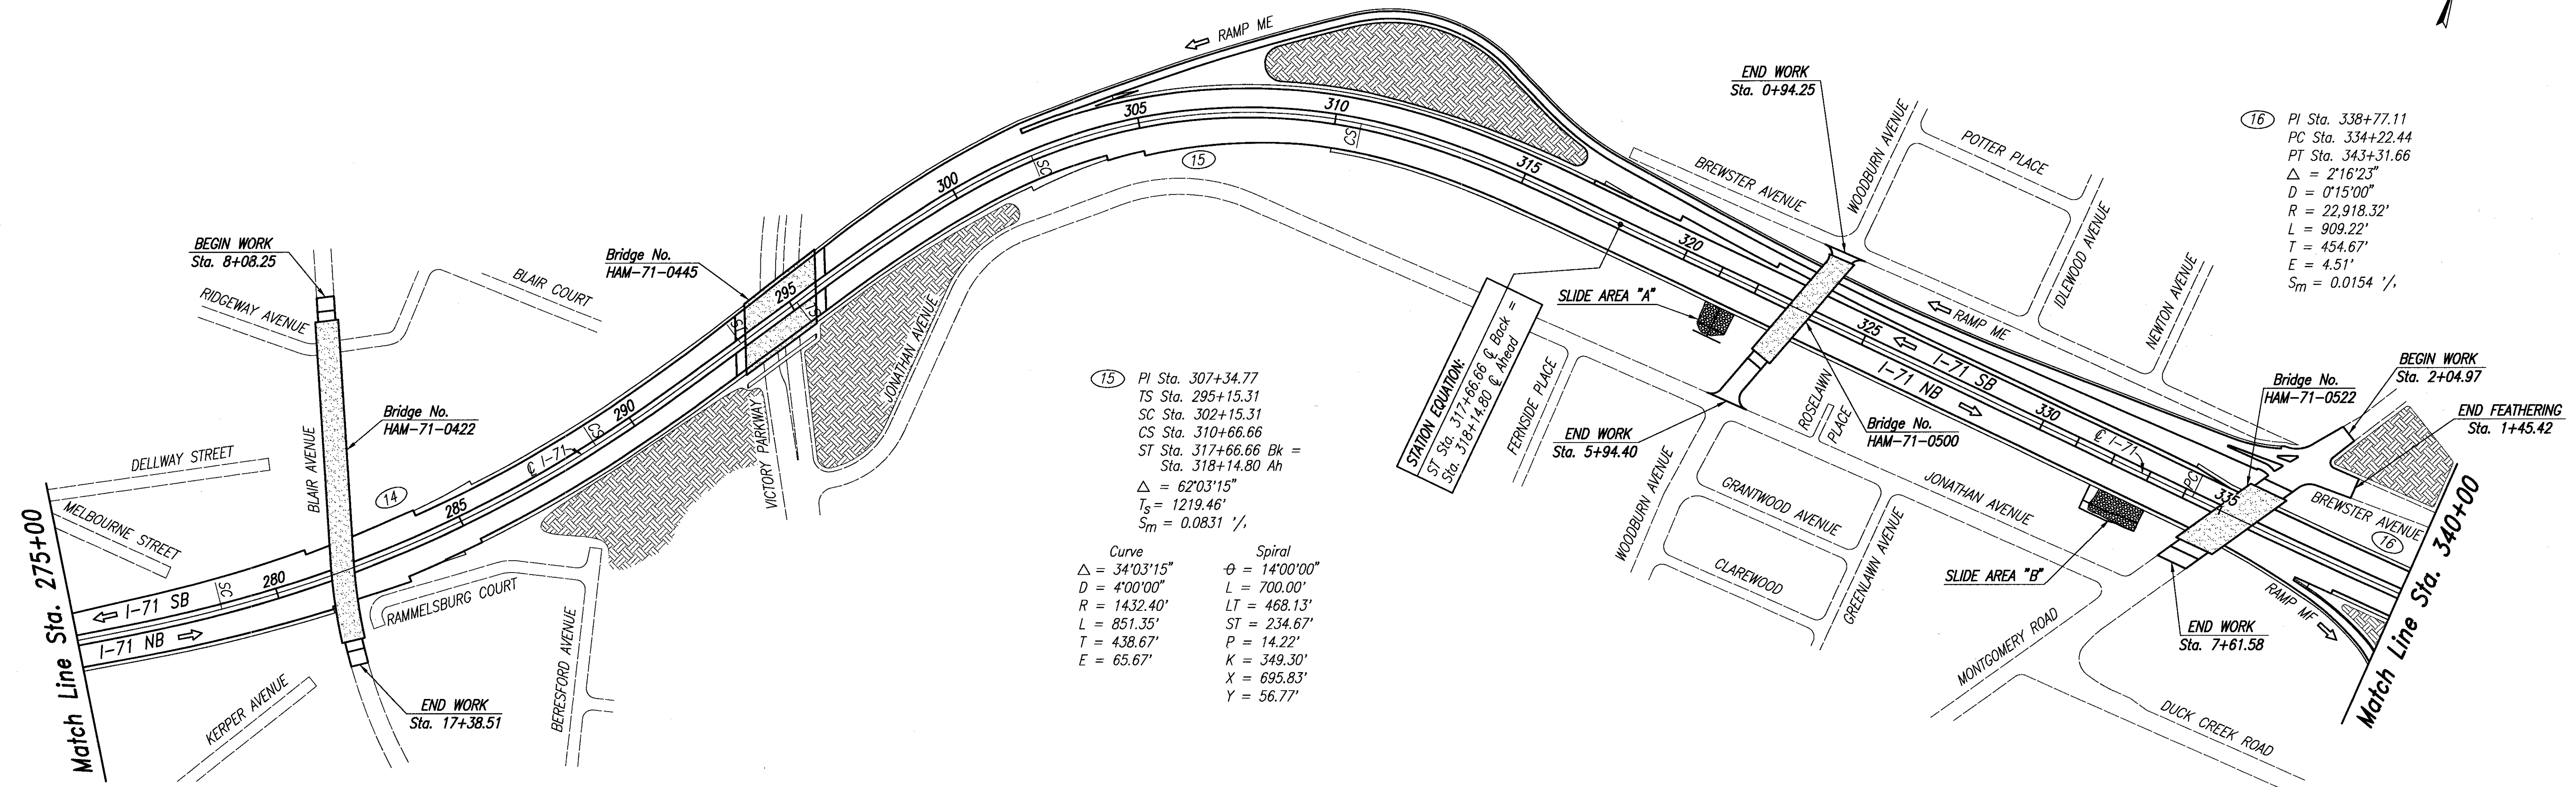 RAMP ME
END WORK
Sta. 0+94.25
305
310
CS
SC
15
300
315
BREWSTER AVENUE
WOODBURN AVENUE
POTTER PLACE
IDLEWOOD AVENUE
NEWTON AVENUE
16
PI Sta. 338+77.11
PC Sta. 334+22.44
PT Sta. 343+31.66
△ = 2°16'23"
D = 0°15'00"
R = 22,918.32'
L = 909.22'
T = 454.67'
E = 4.51'
Sm = 0.0154 '/,
BEGIN WORK
Sta. 8+08.25
RIDGEWAY AVENUE
BLAIR COURT
Bridge No.
HAM-71-0445
295
TS
ST
JONATHAN AVENUE
VICTORY PARKWAY
SLIDE AREA "A"
320
325
RAMP ME
I-71 SB
I-71 NB
330
℄ I-71
PC
335
BEGIN WORK
Sta. 2+04.97
Bridge No.
HAM-71-0522
END FEATHERING
Sta. 1+45.42
BREWSTER AVENUE
16
Match Line Sta. 340+00
STATION EQUATION:
ST Sta. 317+66.66 ℄ Back =
Sta. 318+14.80 ℄ Ahead
15
PI Sta. 307+34.77
TS Sta. 295+15.31
SC Sta. 302+15.31
CS Sta. 310+66.66
ST Sta. 317+66.66 Bk =
Sta. 318+14.80 Ah
△ = 62°03'15"
Ts = 1219.46'
Sm = 0.0831 '/,
Curve
△ = 34°03'15"
D = 4°00'00"
R = 1432.40'
L = 851.35'
T = 438.67'
E = 65.67'
Spiral
θ = 14°00'00"
L = 700.00'
LT = 468.13'
ST = 234.67'
P = 14.22'
K = 349.30'
X = 695.83'
Y = 56.77'
FERNSIDE PLACE
END WORK
Sta. 5+94.40
WOODBURN AVENUE
ROSELAWN
PLACE
Bridge No.
HAM-71-0500
GRANTWOOD AVENUE
CLAREWOOD
GREENLAWN AVENUE
JONATHAN AVENUE
SLIDE AREA "B"
MONTGOMERY ROAD
END WORK
Sta. 7+61.58
RAMP MF
DUCK CREEK ROAD
Bridge No.
HAM-71-0422
BLAIR AVENUE
DELLWAY STREET
MELBOURNE STREET
14
290
CS
℄ I-71
285
280
SC
I-71 SB
I-71 NB
Match Line Sta. 275+00
RAMMELSBURG COURT
BERESFORD AVENUE
KERPER AVENUE
END WORK
Sta. 17+38.51